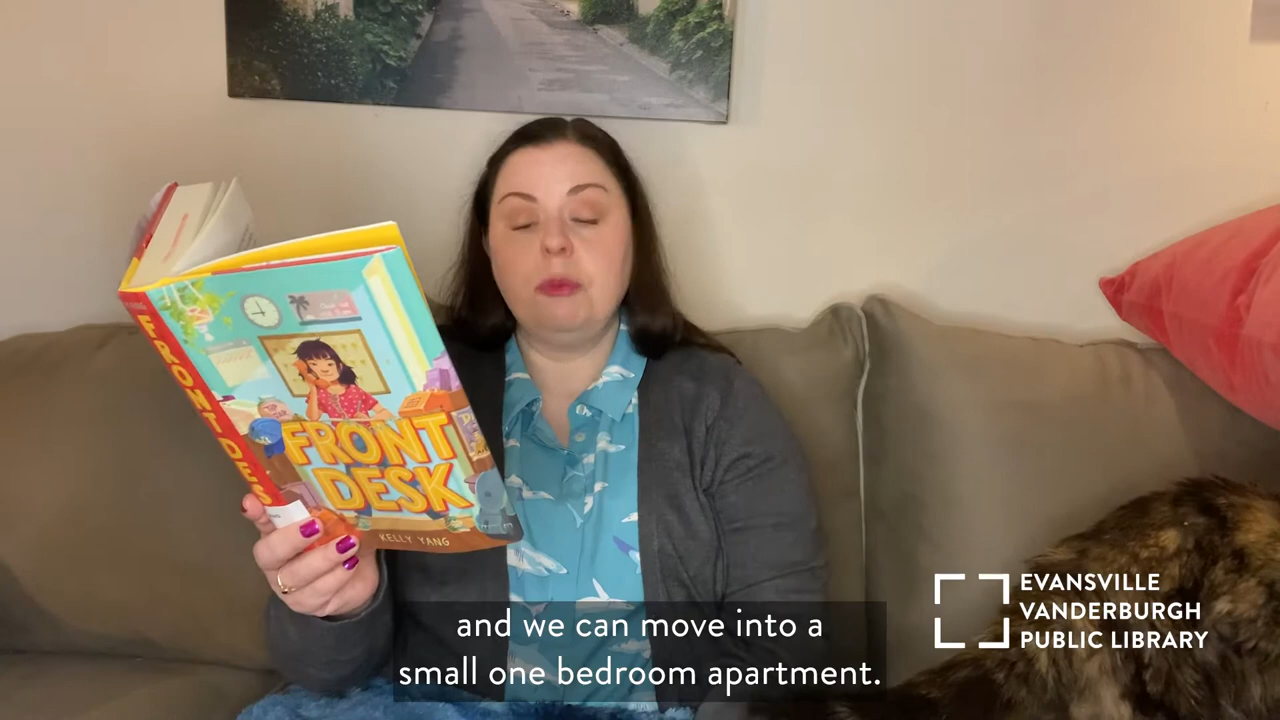 FRONT DESK
FRONT
DESK
KELLY YANG
and we can move into a
small one bedroom apartment.
EVANSVILLE
VANDERBURGH
PUBLIC LIBRARY